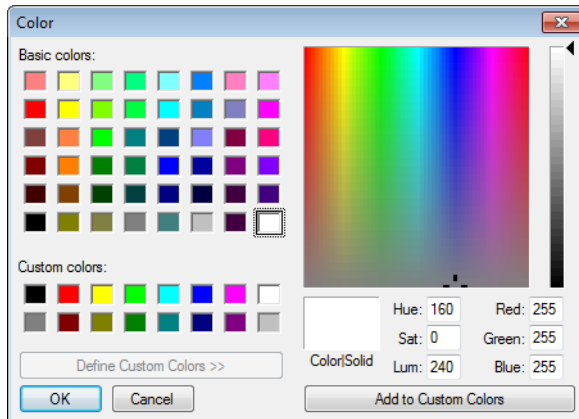 Color
Basic colors:
Custom colors:
Define Custom Colors >>
OK
Cancel
Color|Solid
Hue: 160
Sat: 0
Lum: 240
Red: 255
Green: 255
Blue: 255
Add to Custom Colors